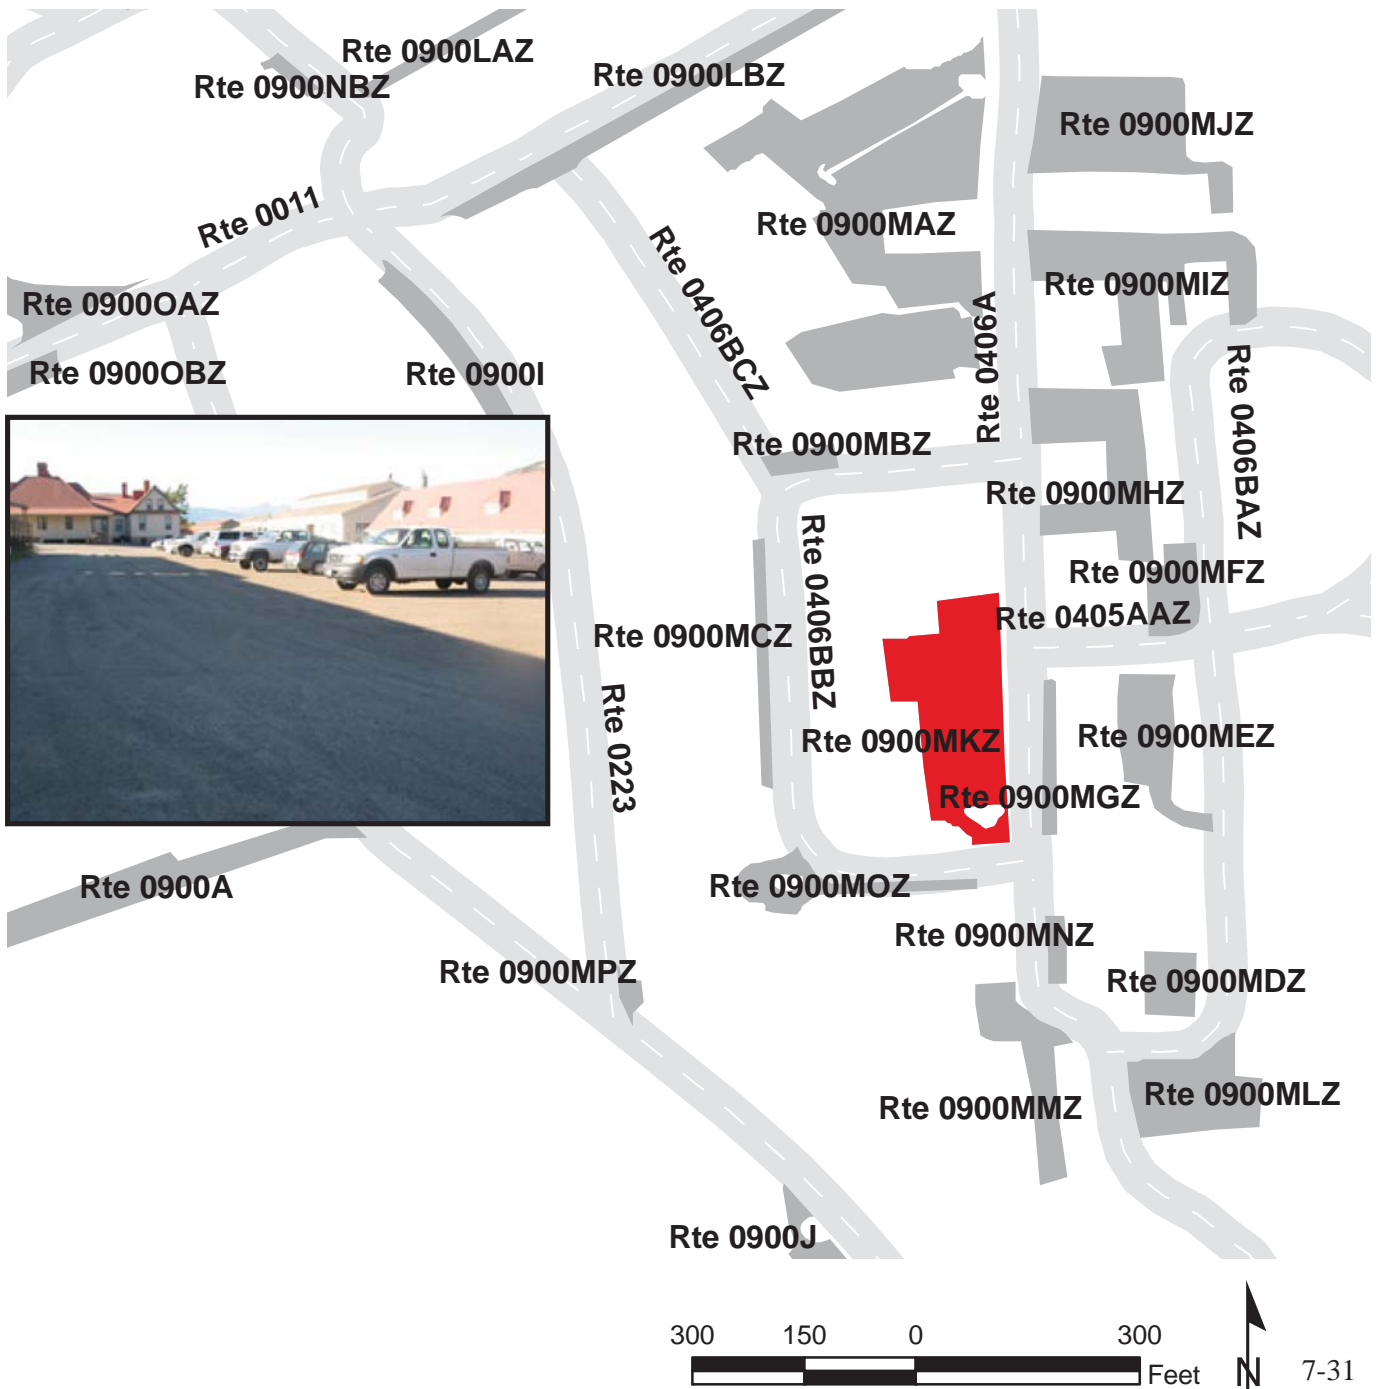 Rte 0900LAZ
Rte 0900NBZ
Rte 0900LBZ
Rte 0900MJZ
Rte 0011
Rte 0900MAZ
Rte 0406BCZ
Rte 0900MIZ
Rte 0900OAZ
Rte 0406A
Rte 0900OBZ
Rte 0900I
Rte 0406BAZ
Rte 0900MBZ
Rte 0900MHZ
Rte 0406BBZ
Rte 0900MFZ
Rte 0405AAZ
Rte 0900MCZ
Rte 0223
Rte 0900MKZ
Rte 0900MEZ
Rte 0900MGZ
Rte 0900A
Rte 0900MOZ
Rte 0900MNZ
Rte 0900MPZ
Rte 0900MDZ
Rte 0900MMZ
Rte 0900MLZ
Rte 0900J
300 150 0 300
Feet
N
7-31